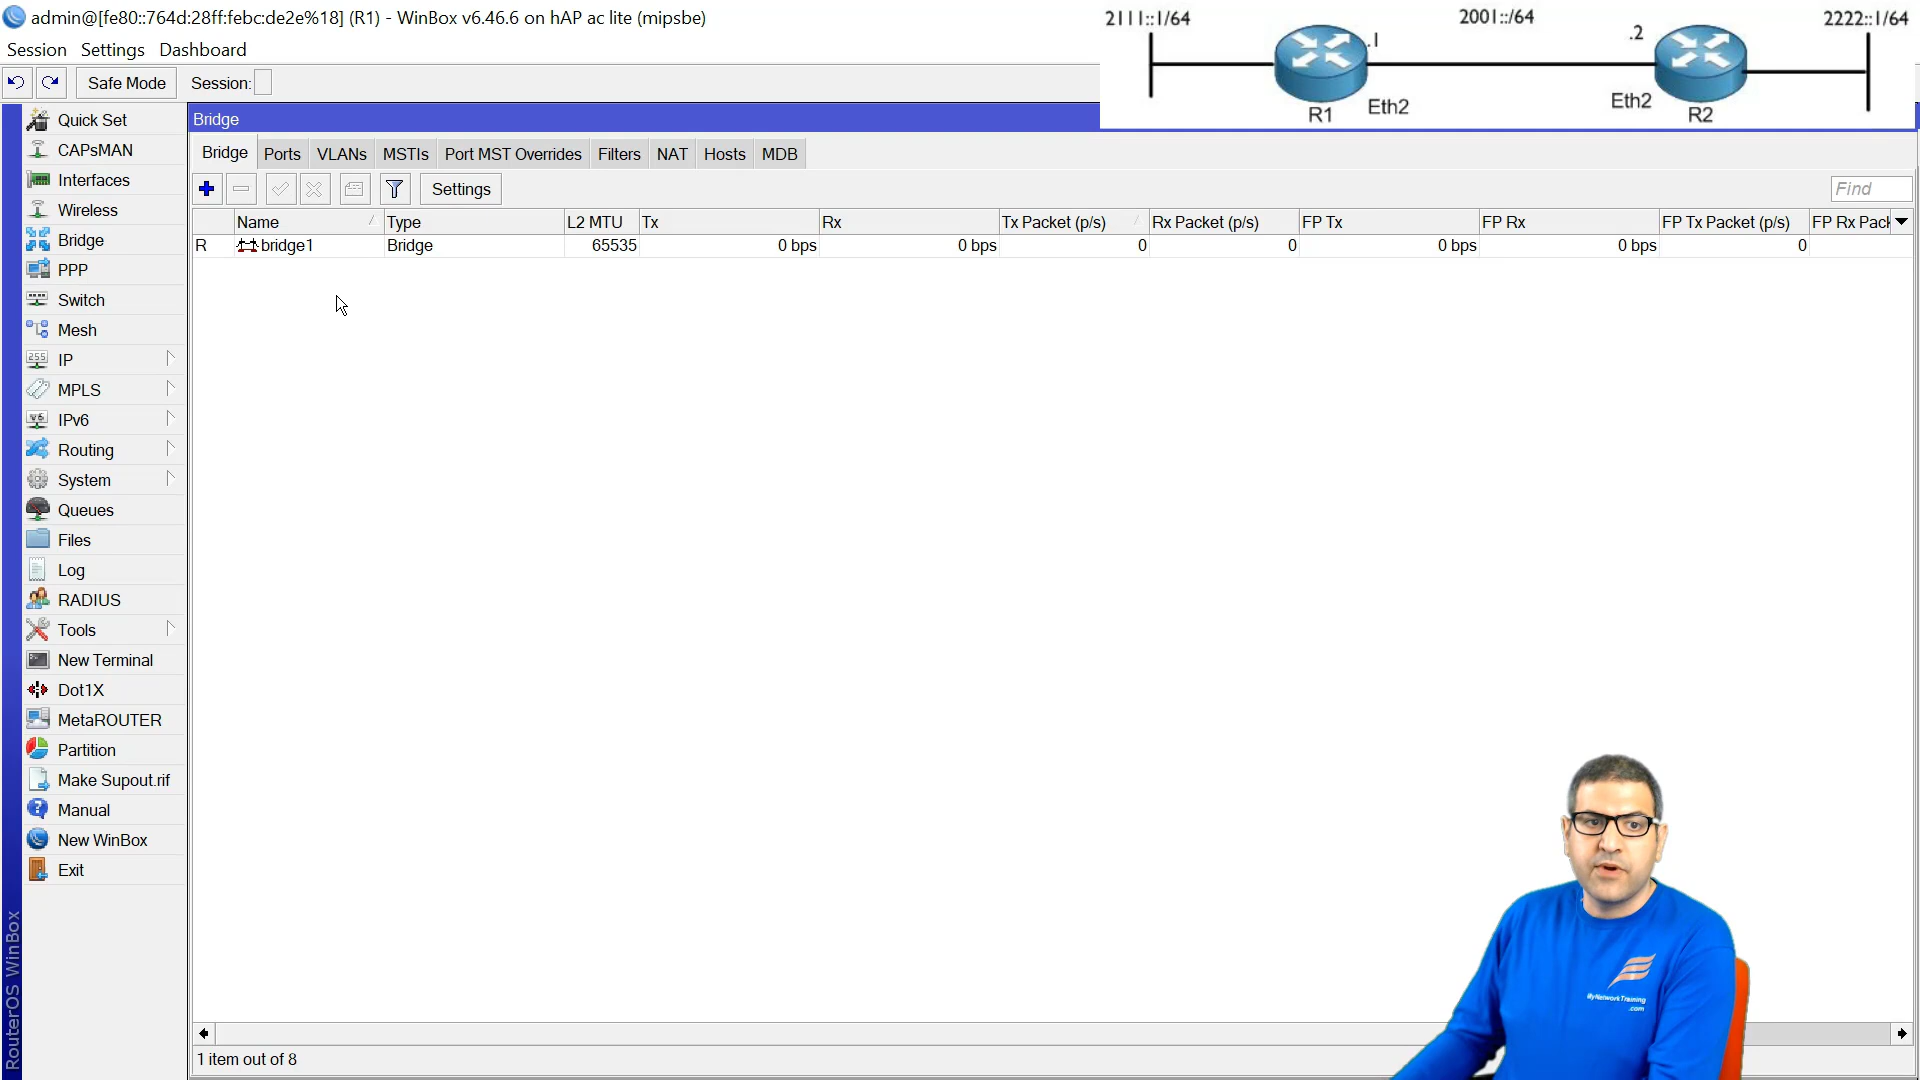 admin@[fe80::764d:28ff:febc:de2e%18] (R1) - WinBox v6.46.6 on hAP ac lite (mipsbe)
Session Settings Dashboard
Safe Mode Session:
2111::1/64 2001::/64 2222::1/64
.1 .2
Eth2 Eth2
R1 R2
Bridge
Bridge Ports VLANs MSTIs Port MST Overrides Filters NAT Hosts MDB
Settings Find
Name Type L2 MTU Tx Rx Tx Packet (p/s) Rx Packet (p/s) FP Tx FP Rx FP Tx Packet (p/s) FP Rx Pack
R bridge1 Bridge 65535 0 bps 0 bps 0 0 0 bps 0 bps 0
Quick Set
CAPsMAN
Interfaces
Wireless
Bridge
PPP
Switch
Mesh
255 IP
MPLS
v6 IPv6
Routing
System
Queues
Files
Log
RADIUS
Tools
New Terminal
Dot1X
MetaROUTER
Partition
Make Supout.rif
Manual
New WinBox
Exit
RouterOS WinBox
MyNetworkTraining
.com
1 item out of 8